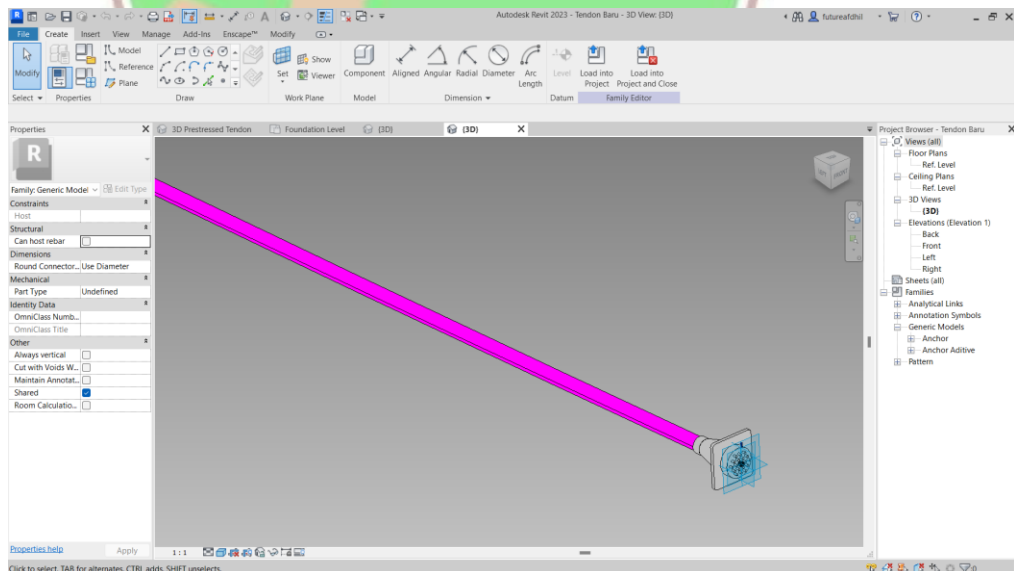 Autodesk Revit 2023 - Tendon Baru - 3D View: {3D}
futureafdhil
File Create Insert View Manage Add-Ins Enscape™ Modify
Modify
Model
Reference
Plane
Set
Show
Viewer
Component
Aligned Angular Radial Diameter Arc Length
Level
Load into Project
Load into Project and Close
Select Properties Draw Work Plane Model Dimension Datum Family Editor
Properties
3D Prestressed Tendon
Foundation Level
{3D}
{3D}
Project Browser - Tendon Baru
R
Family: Generic Model
Edit Type
Constraints
Host
Structural
Can host rebar
Dimensions
Round Connector... Use Diameter
Mechanical
Part Type Undefined
Identity Data
OmniClass Numb...
OmniClass Title
Other
Always vertical
Cut with Voids W...
Maintain Annotat...
Shared
Room Calculatio...
Properties help
Apply
FRONT
Views (all)
Floor Plans
Ref. Level
Ceiling Plans
Ref. Level
3D Views
{3D}
Elevations (Elevation 1)
Back
Front
Left
Right
Sheets (all)
Families
Analytical Links
Annotation Symbols
Generic Models
Anchor
Anchor Aditive
Pattern
1:1
Click to select, TAB for alternates, CTRL adds, SHIFT unselects.
:0